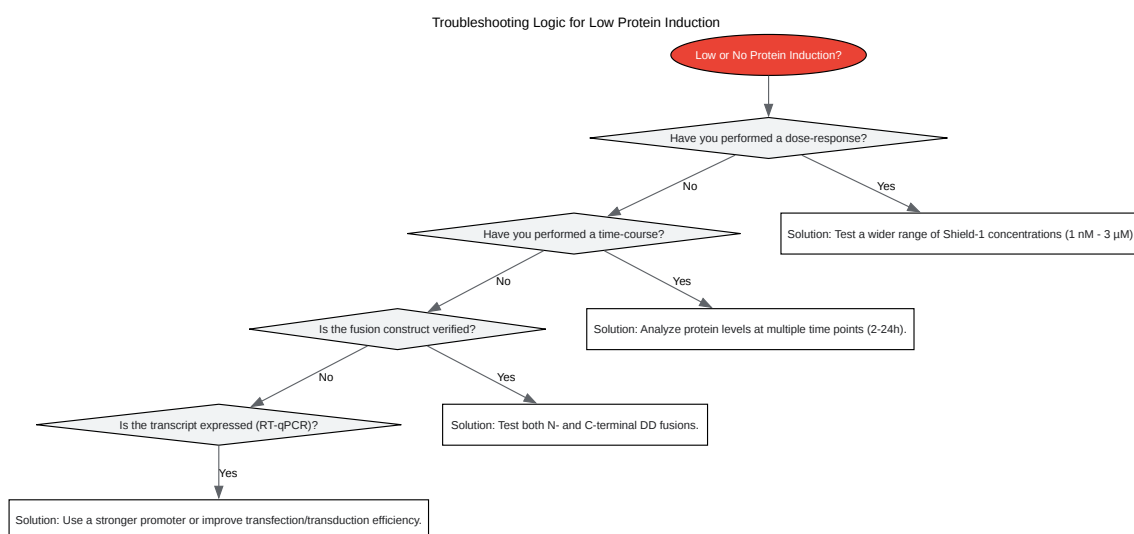 Troubleshooting Logic for Low Protein Induction
Low or No Protein Induction?
Have you performed a dose-response?
No
Yes
Have you performed a time-course?
Solution: Test a wider range of Shield-1 concentrations (1 nM - 3 µM)
No
Yes
Is the fusion construct verified?
Solution: Analyze protein levels at multiple time points (2-24h).
No
Yes
Is the transcript expressed (RT-qPCR)?
Solution: Test both N- and C-terminal DD fusions.
Yes
Solution: Use a stronger promoter or improve transfection/transduction efficiency.